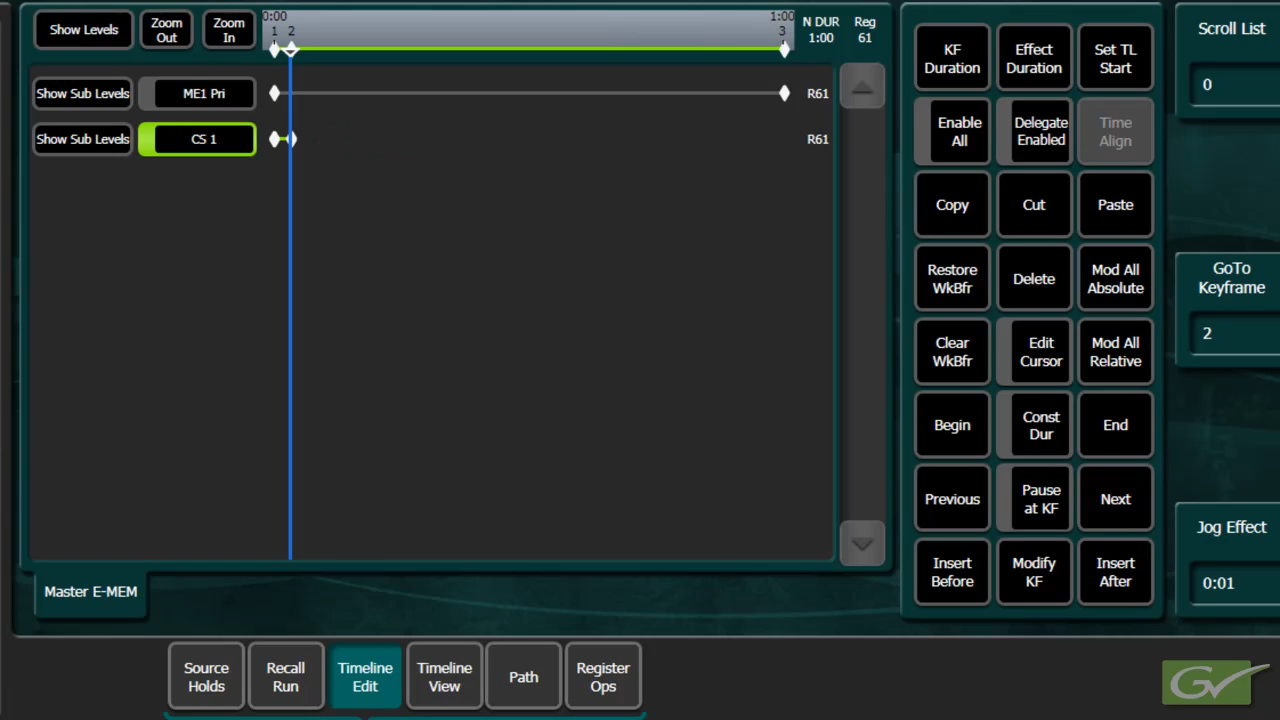 Show Levels
Zoom
Out
Zoom
In
0:00
1 2
1:00
3
N DUR
1:00
Reg
61
Show Sub Levels
ME1 Pri
R61
Show Sub Levels
CS 1
R61
Master E-MEM
KF
Duration
Effect
Duration
Set TL
Start
Enable
All
Delegate
Enabled
Time
Align
Copy
Cut
Paste
Restore
WkBfr
Delete
Mod All
Absolute
Clear
WkBfr
Edit
Cursor
Mod All
Relative
Begin
Const
Dur
End
Previous
Pause
at KF
Next
Insert
Before
Modify
KF
Insert
After
Scroll List
0
GoTo
Keyframe
2
Jog Effect
0:01
Source
Holds
Recall
Run
Timeline
Edit
Timeline
View
Path
Register
Ops
GV